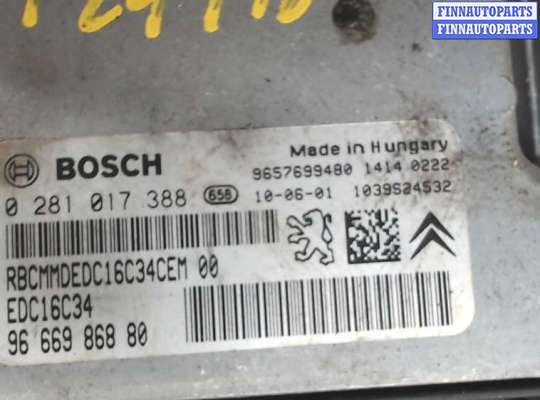 FINNAUTOPARTS
FINNAUTOPARTS
BOSCH
Made in Hungary
9657699480 1414 0222
0 281 017 388 656 10-06-01 1039S24532
RBCMMDEDC16C34CEM 00
EDC16C34
96 669 868 80